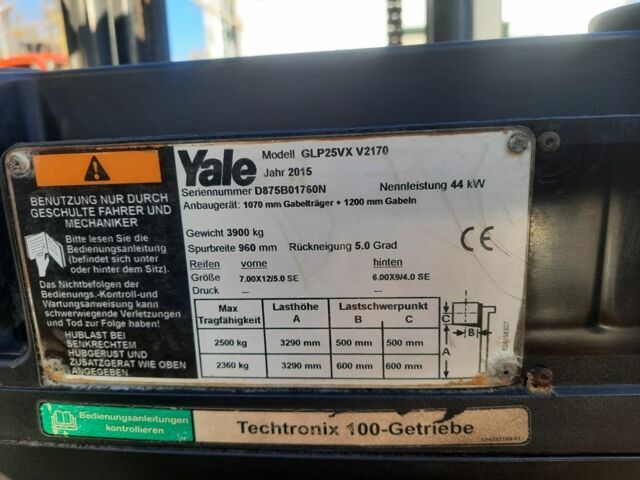 BENUTZUNG NUR DURCH
GESCHULTE FAHRER UND
MECHANIKER
Bitte lesen Sie die
Bedienungsanleitung
(befindet sich unter
oder hinter dem Sitz).
Das Nichtbefolgen der
Bedienungs.-Kontroll-und
Wartungsanweisung kann
schwerwiegende Verletzungen
und Tod zur Folge haben!
HUBLAST BEI
SENKRECHTEM
HUBGERUST UND
ZUSATZGERAT WIE OBEN
ANGEGEBEN
Yale Modell GLP25VX V2170
Jahr 2015
Seriennummer D875B01760N Nennleistung 44 kW
Anbaugerät: 1070 mm Gabelträger + 1200 mm Gabeln
Gewicht 3900 kg
Spurbreite 960 mm Rückneigung 5.0 Grad
Reifen vorne hinten
Größe 7.00X12/5.0 SE 6.00X9/4.0 SE
Druck --- ---
CE
Max Tragfähigkeit Lasthöhe A Lastschwerpunkt B C
2500 kg 3290 mm 500 mm 500 mm
2360 kg 3290 mm 600 mm 600 mm
C
B
A
Bedienungsanleitungen
kontrollieren
Techtronix 100-Getriebe